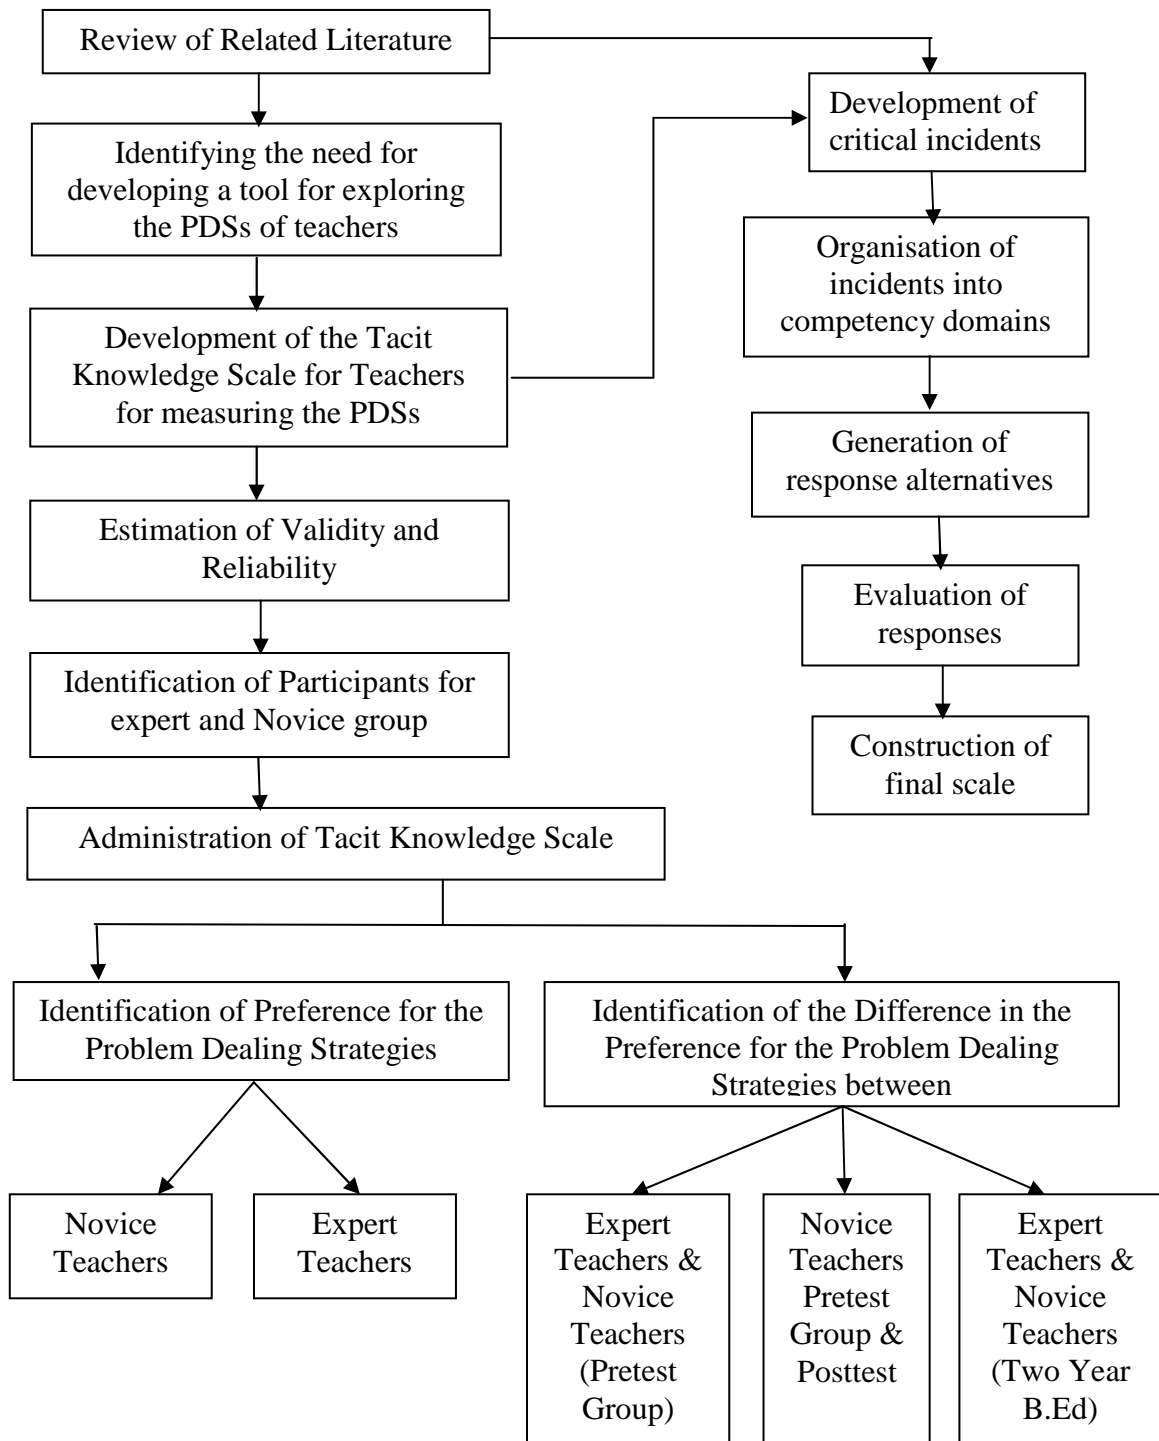 Review of Related Literature
Identifying the need for
developing a tool for exploring
the PDSs of teachers
Development of the Tacit
Knowledge Scale for Teachers
for measuring the PDSs
Estimation of Validity and
Reliability
Identification of Participants for
expert and Novice group
Administration of Tacit Knowledge Scale
Development of
critical incidents
Organisation of
incidents into
competency domains
Generation of
response alternatives
Evaluation of
responses
Construction of
final scale
Identification of Preference for the
Problem Dealing Strategies
Novice
Teachers
Expert
Teachers
Identification of the Difference in the
Preference for the Problem Dealing
Strategies between
Expert
Teachers &
Novice
Teachers
(Pretest
Group)
Novice
Teachers
Pretest
Group &
Posttest
Expert
Teachers &
Novice
Teachers
(Two Year
B.Ed)